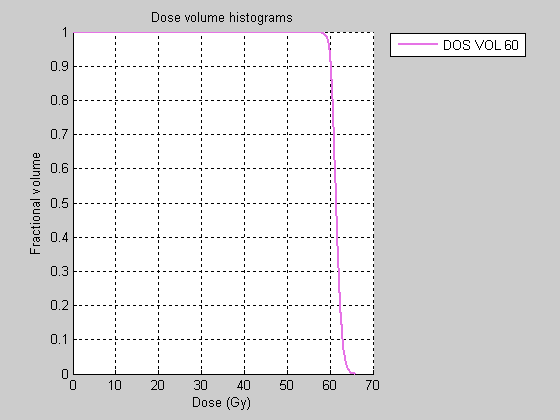 Dose volume histograms
DOS VOL 60
1
0.9
0.8
0.7
0.6
0.5
0.4
0.3
0.2
0.1
0
Fractional volume
0 10 20 30 40 50 60 70
Dose (Gy)